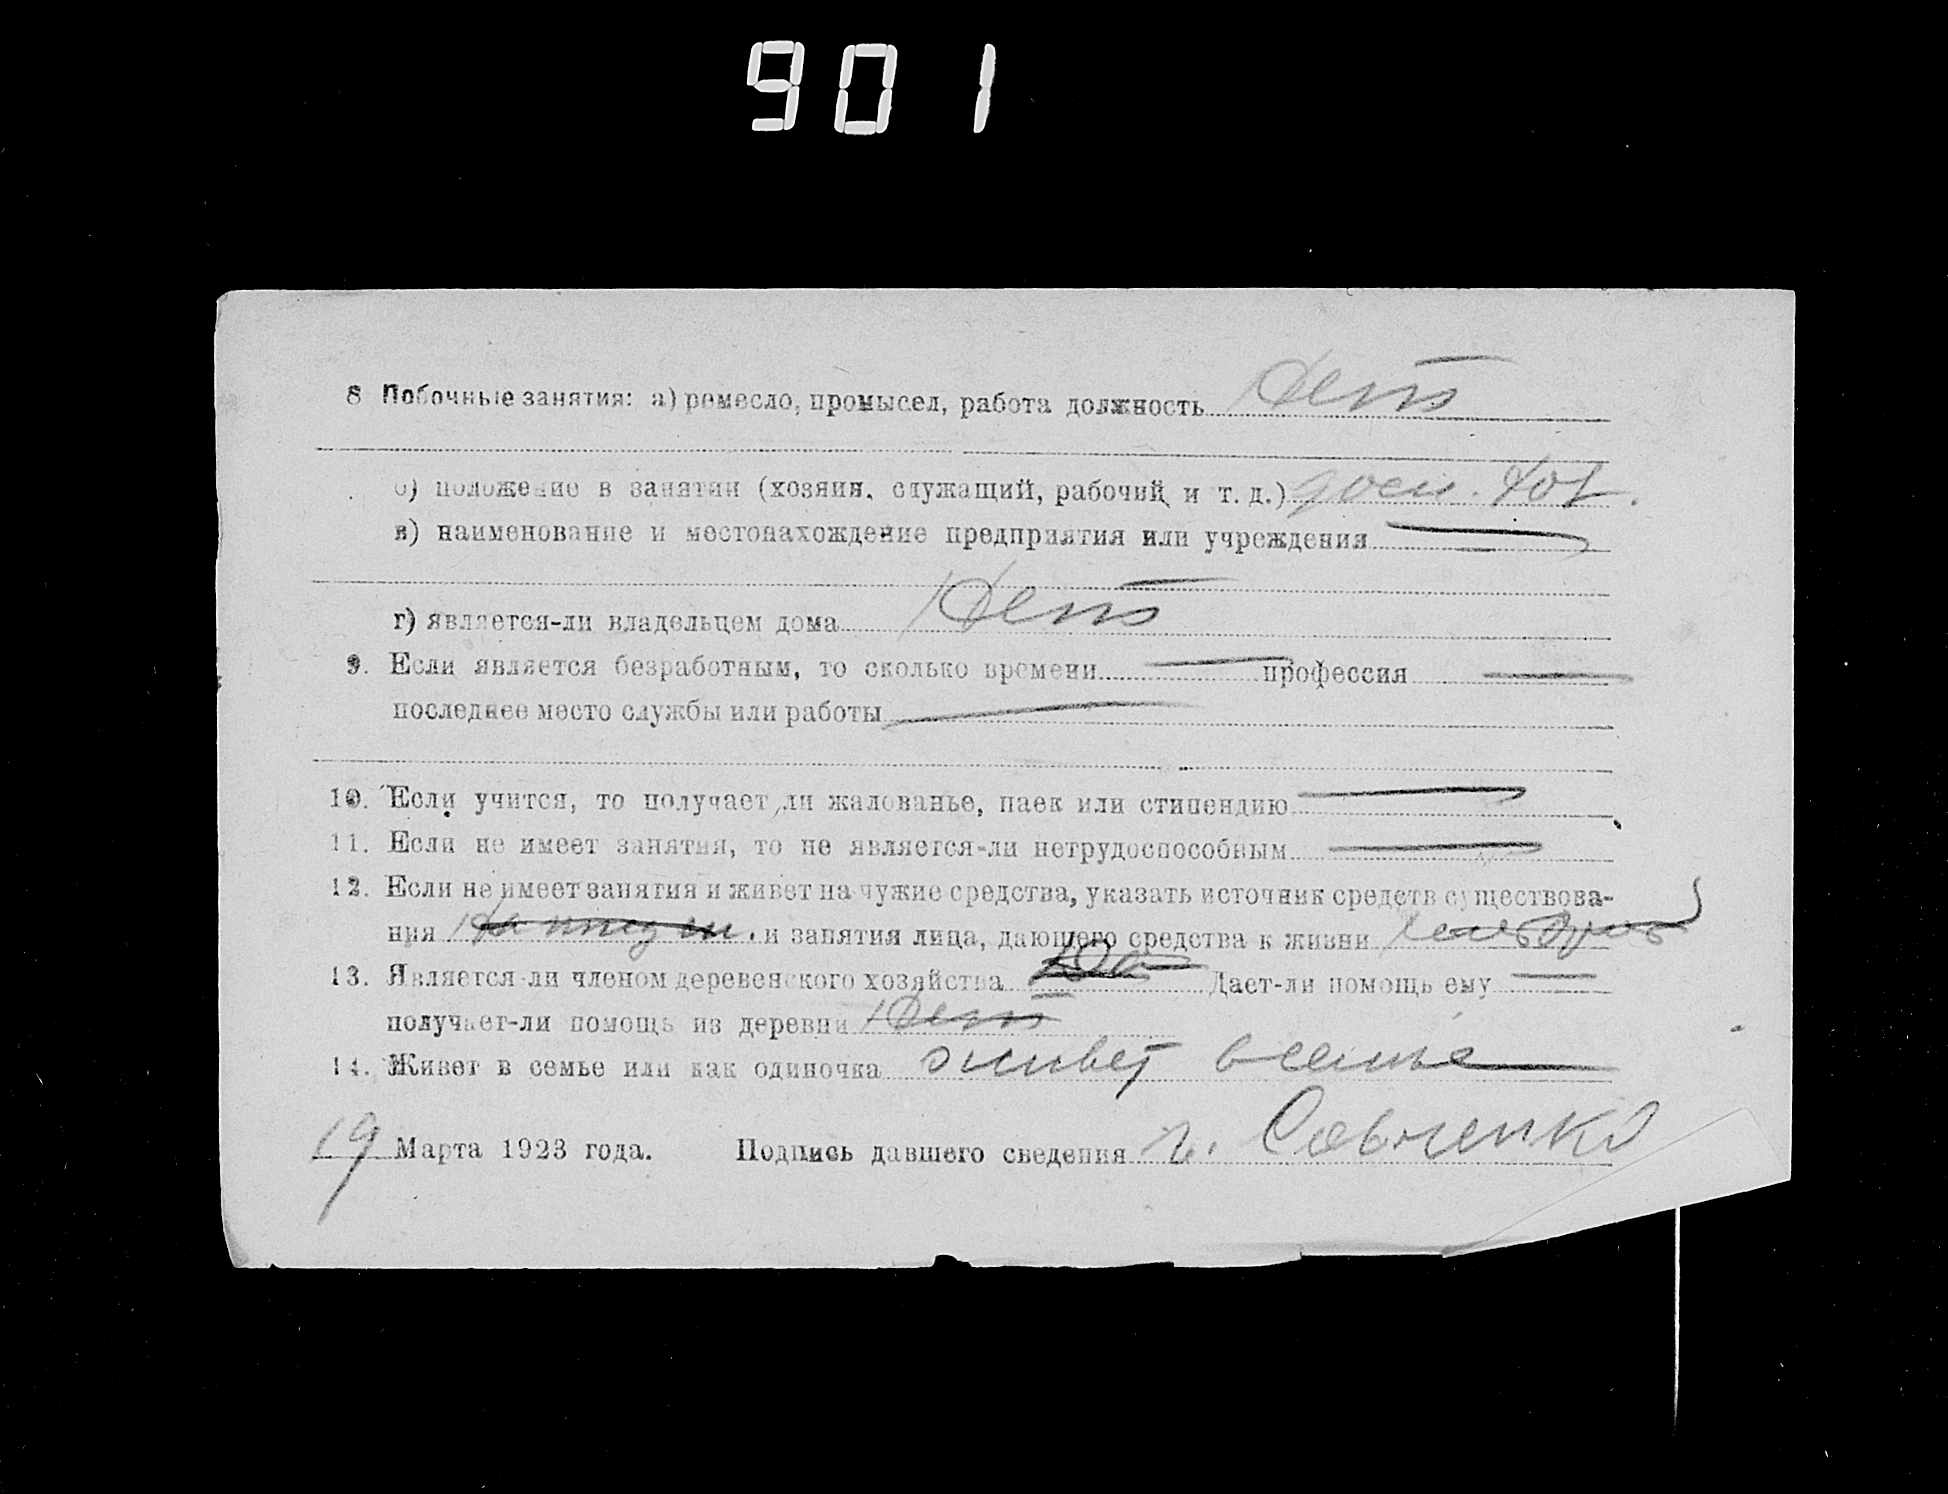 901
8 Побочные занятия: а) ремесло, промысел, работа должность Нет
б) положение в занятии (хозяин, служащий, рабочий и т. д.)
в) наименование и местонахождение предприятия или учреждения —
г) является-ли владельцем дома Нет
9. Если является безработным, то сколько времени — профессия —
последнее место службы или работы —
10. Если учится, то получает ли жалованье, паек или стипендию —
11. Если не имеет занятия, то не является-ли нетрудоспособным —
12. Если не имеет занятия и живет на чужие средства, указать источник средств существова-
ния и занятия лица, дающего средства к жизни
13. Является-ли членом деревенского хозяйства Дает-ли помощь ему —
получает-ли помощь из деревни Нет
14. Живет в семье или как одиночка живет всемье
19 Марта 1923 года. Подпись давшего сведения Савченко